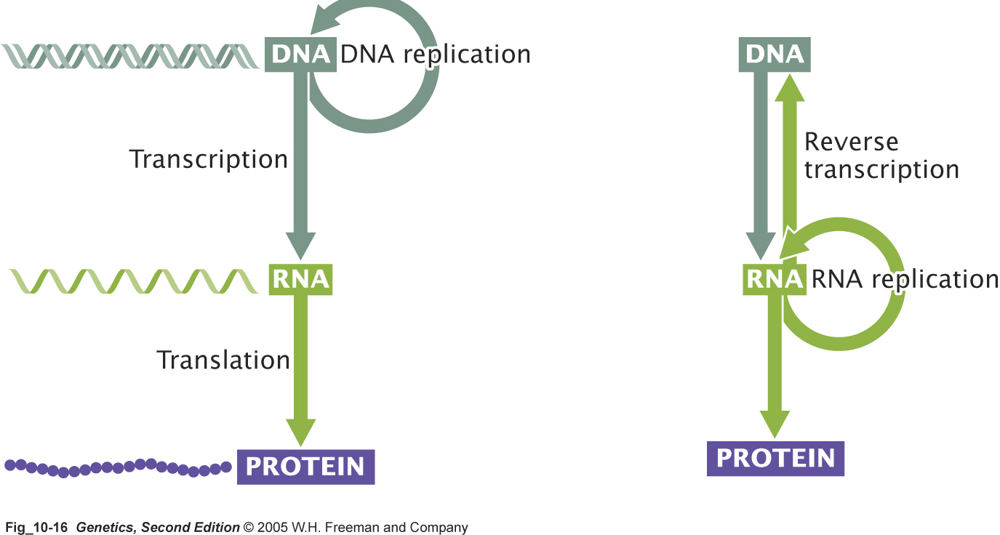 DNA DNA replication
Transcription
RNA
Translation
PROTEIN
DNA
Reverse
transcription
RNA RNA replication
PROTEIN
Fig_10-16 Genetics, Second Edition © 2005 W.H. Freeman and Company